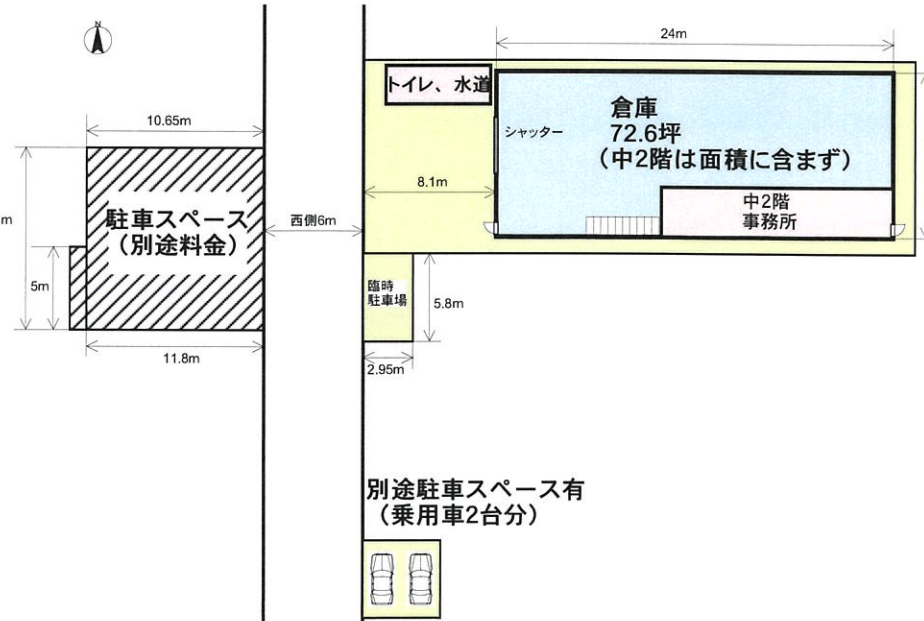 N
24m
トイレ、水道
倉庫
72.6坪
(中2階は面積に含まず)
シャッター
10.65m
8.1m
中2階
事務所
m
駐車スペース
(別途料金)
西側6m
5m
臨時
駐車場
5.8m
11.8m
2.95m
別途駐車スペース有
(乗用車2台分)